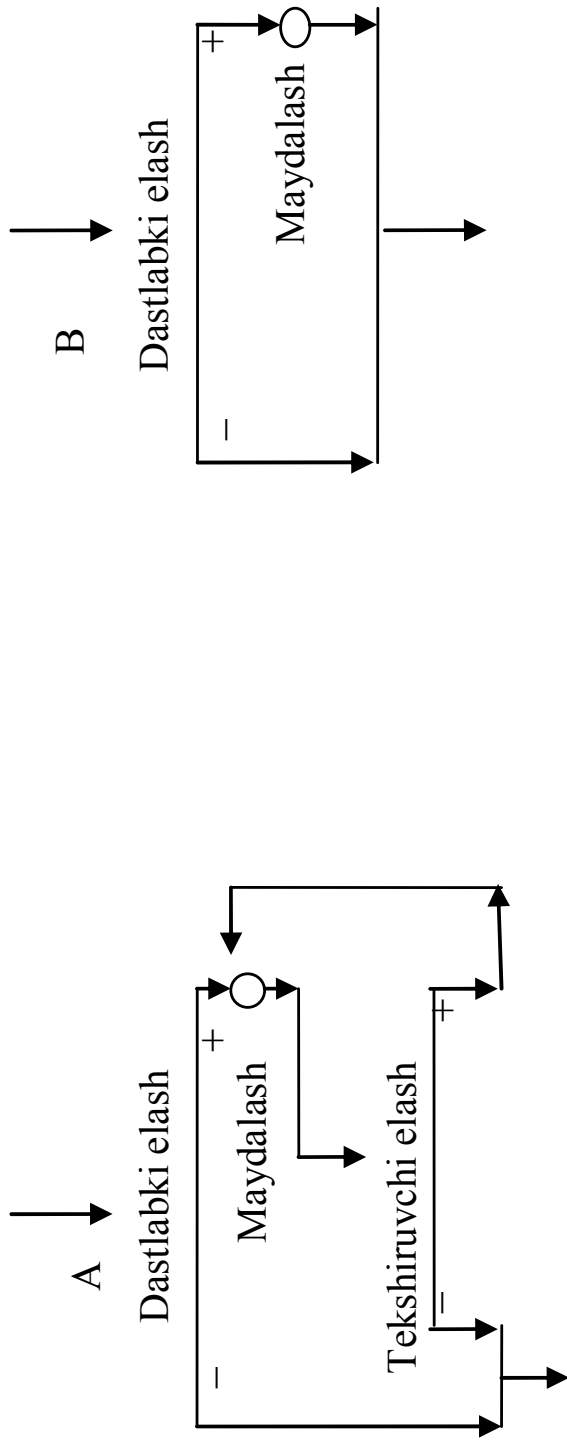 A
Dastlabki elash
− +
Maydalash
Tekshiruvchi elash
− +
B
Dastlabki elash
− +
Maydalash